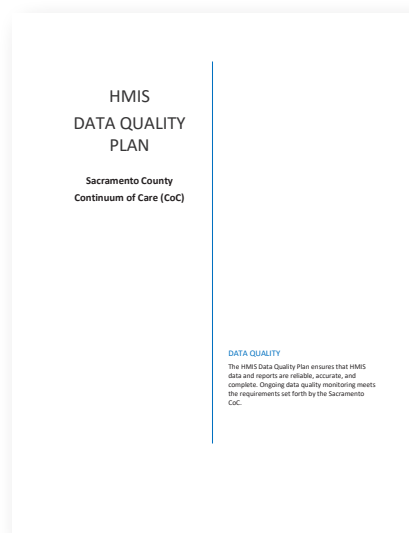 HMIS
DATA QUALITY
PLAN
Sacramento County
Continuum of Care (CoC)
DATA QUALITY
The HMIS Data Quality Plan ensures that HMIS
data and reports are reliable, accurate, and
complete. Ongoing data quality monitoring meets
the requirements set forth by the Sacramento
CoC.